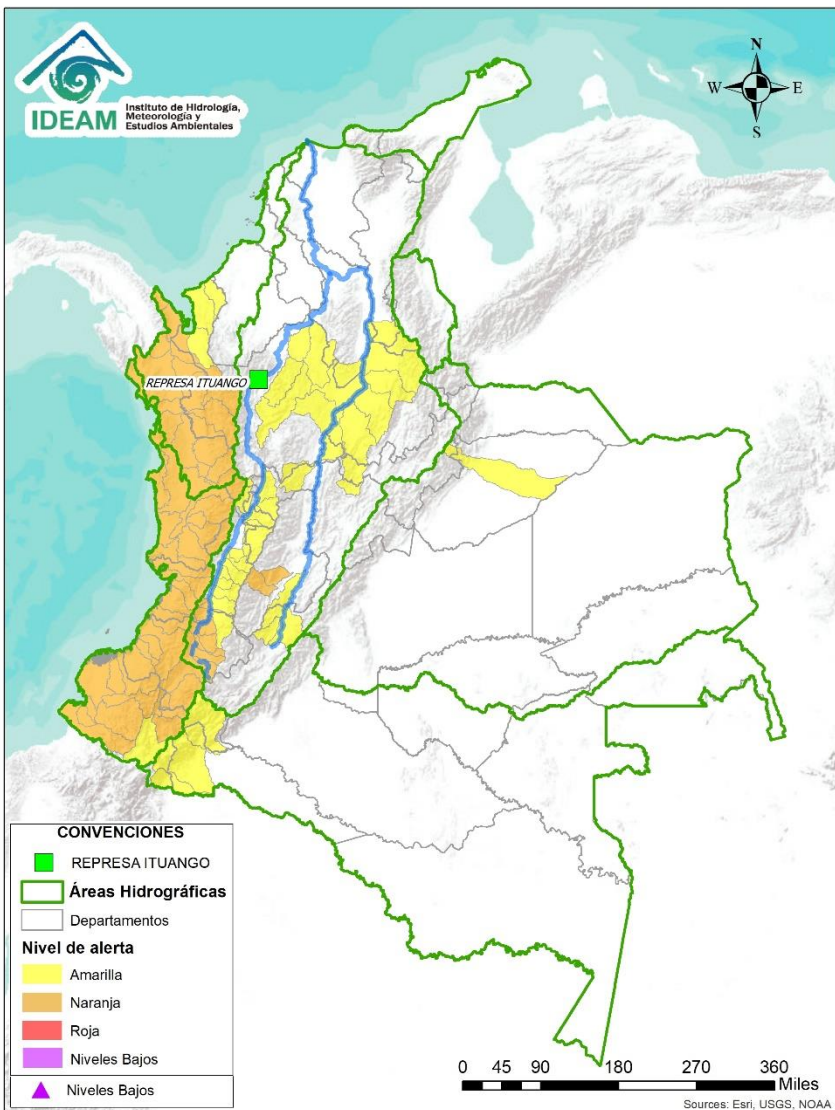 IDEAM
Instituto de Hidrología,
Meteorología y
Estudios Ambientales
N
W E
S
REPRESA ITUANGO
CONVENCIONES
REPRESA ITUANGO
Áreas Hidrográficas
Departamentos
Nivel de alerta
Amarilla
Naranja
Roja
Niveles Bajos
Niveles Bajos
0 45 90 180 270 360
Miles
Sources: Esri, USGS, NOAA